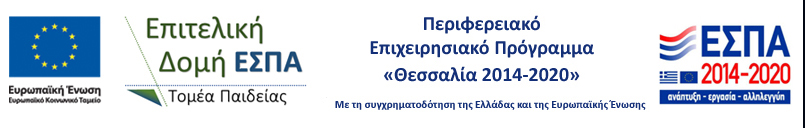 Ευρωπαϊκή Ένωση
Ευρωπαϊκό Κοινωνικό Ταμείο
Επιτελική
Δομή ΕΣΠΑ
Τομέα Παιδείας
Περιφερειακό
Επιχειρησιακό Πρόγραμμα
«Θεσσαλία 2014-2020»
Με τη συγχρηματοδότηση της Ελλάδας και της Ευρωπαϊκής Ένωσης
ΕΣΠΑ
2014-2020
ανάπτυξη - εργασία - αλληλεγγύη